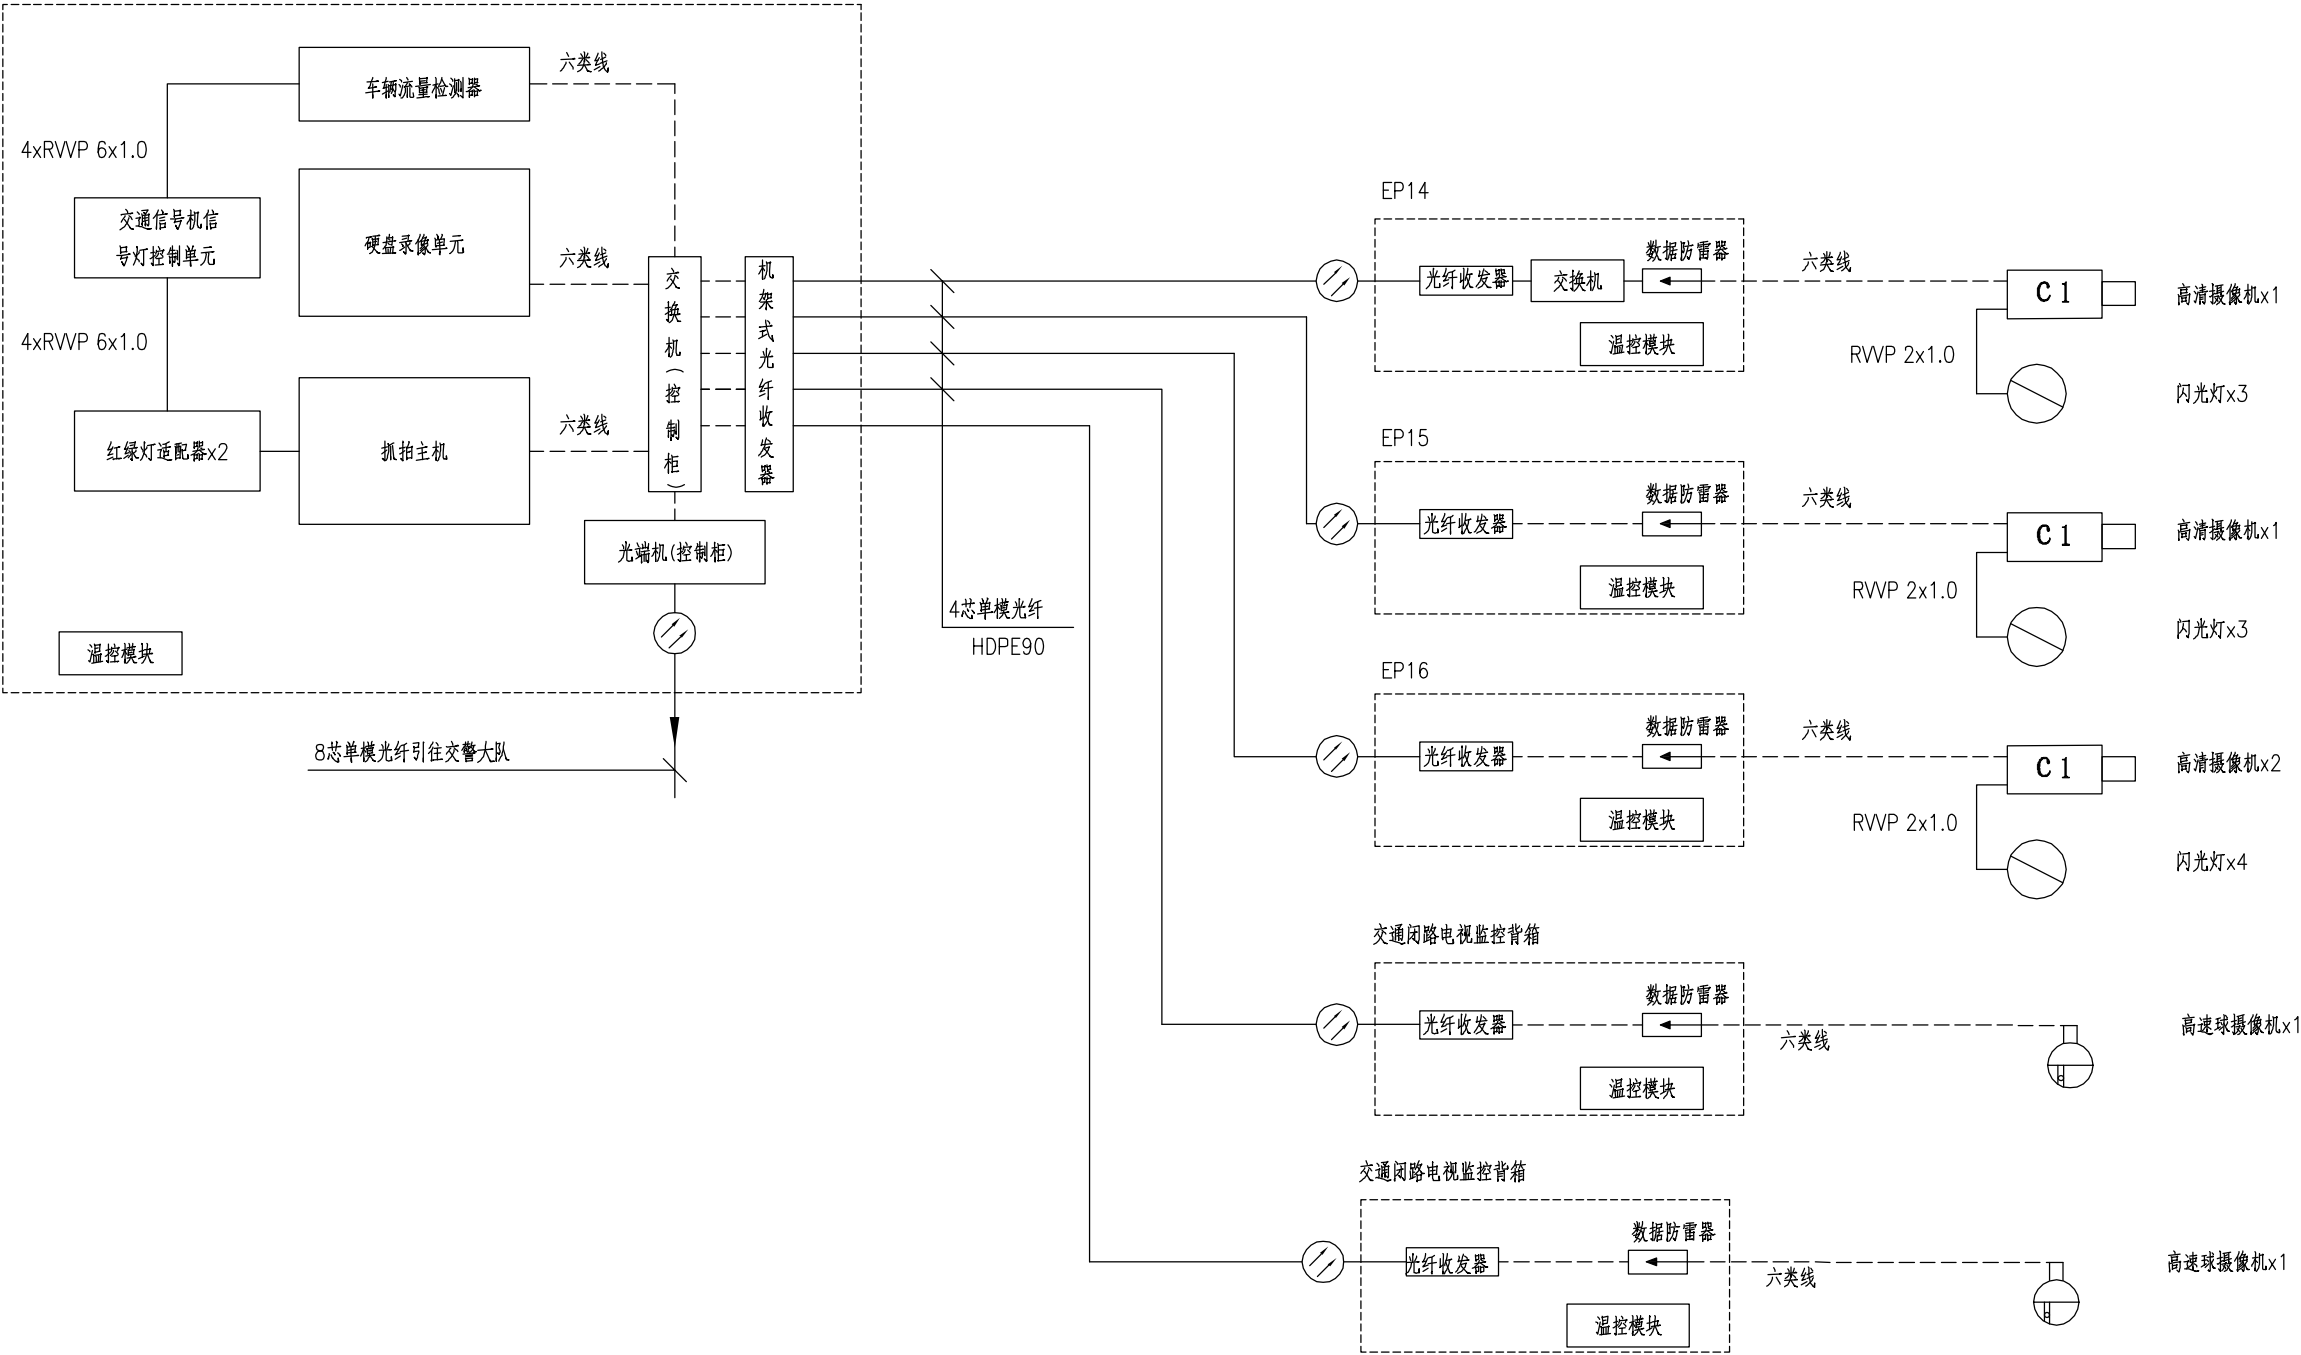 车辆流量检测器
六类线
4xRVVP 6x1.0
交通信号机信
号灯控制单元
硬盘录像单元
六类线
4xRVVP 6x1.0
红绿灯适配器x2
抓拍主机
六类线
交换机(控制柜)
机架式光纤收发器
光端机(控制柜)
温控模块
8芯单模光纤引往交警大队
4芯单模光纤
HDPE90
EP14
光纤收发器
交换机
数据防雷器
温控模块
六类线
C1
高清摄像机x1
RVVP 2x1.0
闪光灯x3
EP15
光纤收发器
数据防雷器
温控模块
六类线
C1
高清摄像机x1
RVVP 2x1.0
闪光灯x3
EP16
光纤收发器
数据防雷器
温控模块
六类线
C1
高清摄像机x2
RVVP 2x1.0
闪光灯x4
交通闭路电视监控背箱
光纤收发器
数据防雷器
温控模块
六类线
高速球摄像机x1
交通闭路电视监控背箱
光纤收发器
数据防雷器
温控模块
六类线
高速球摄像机x1